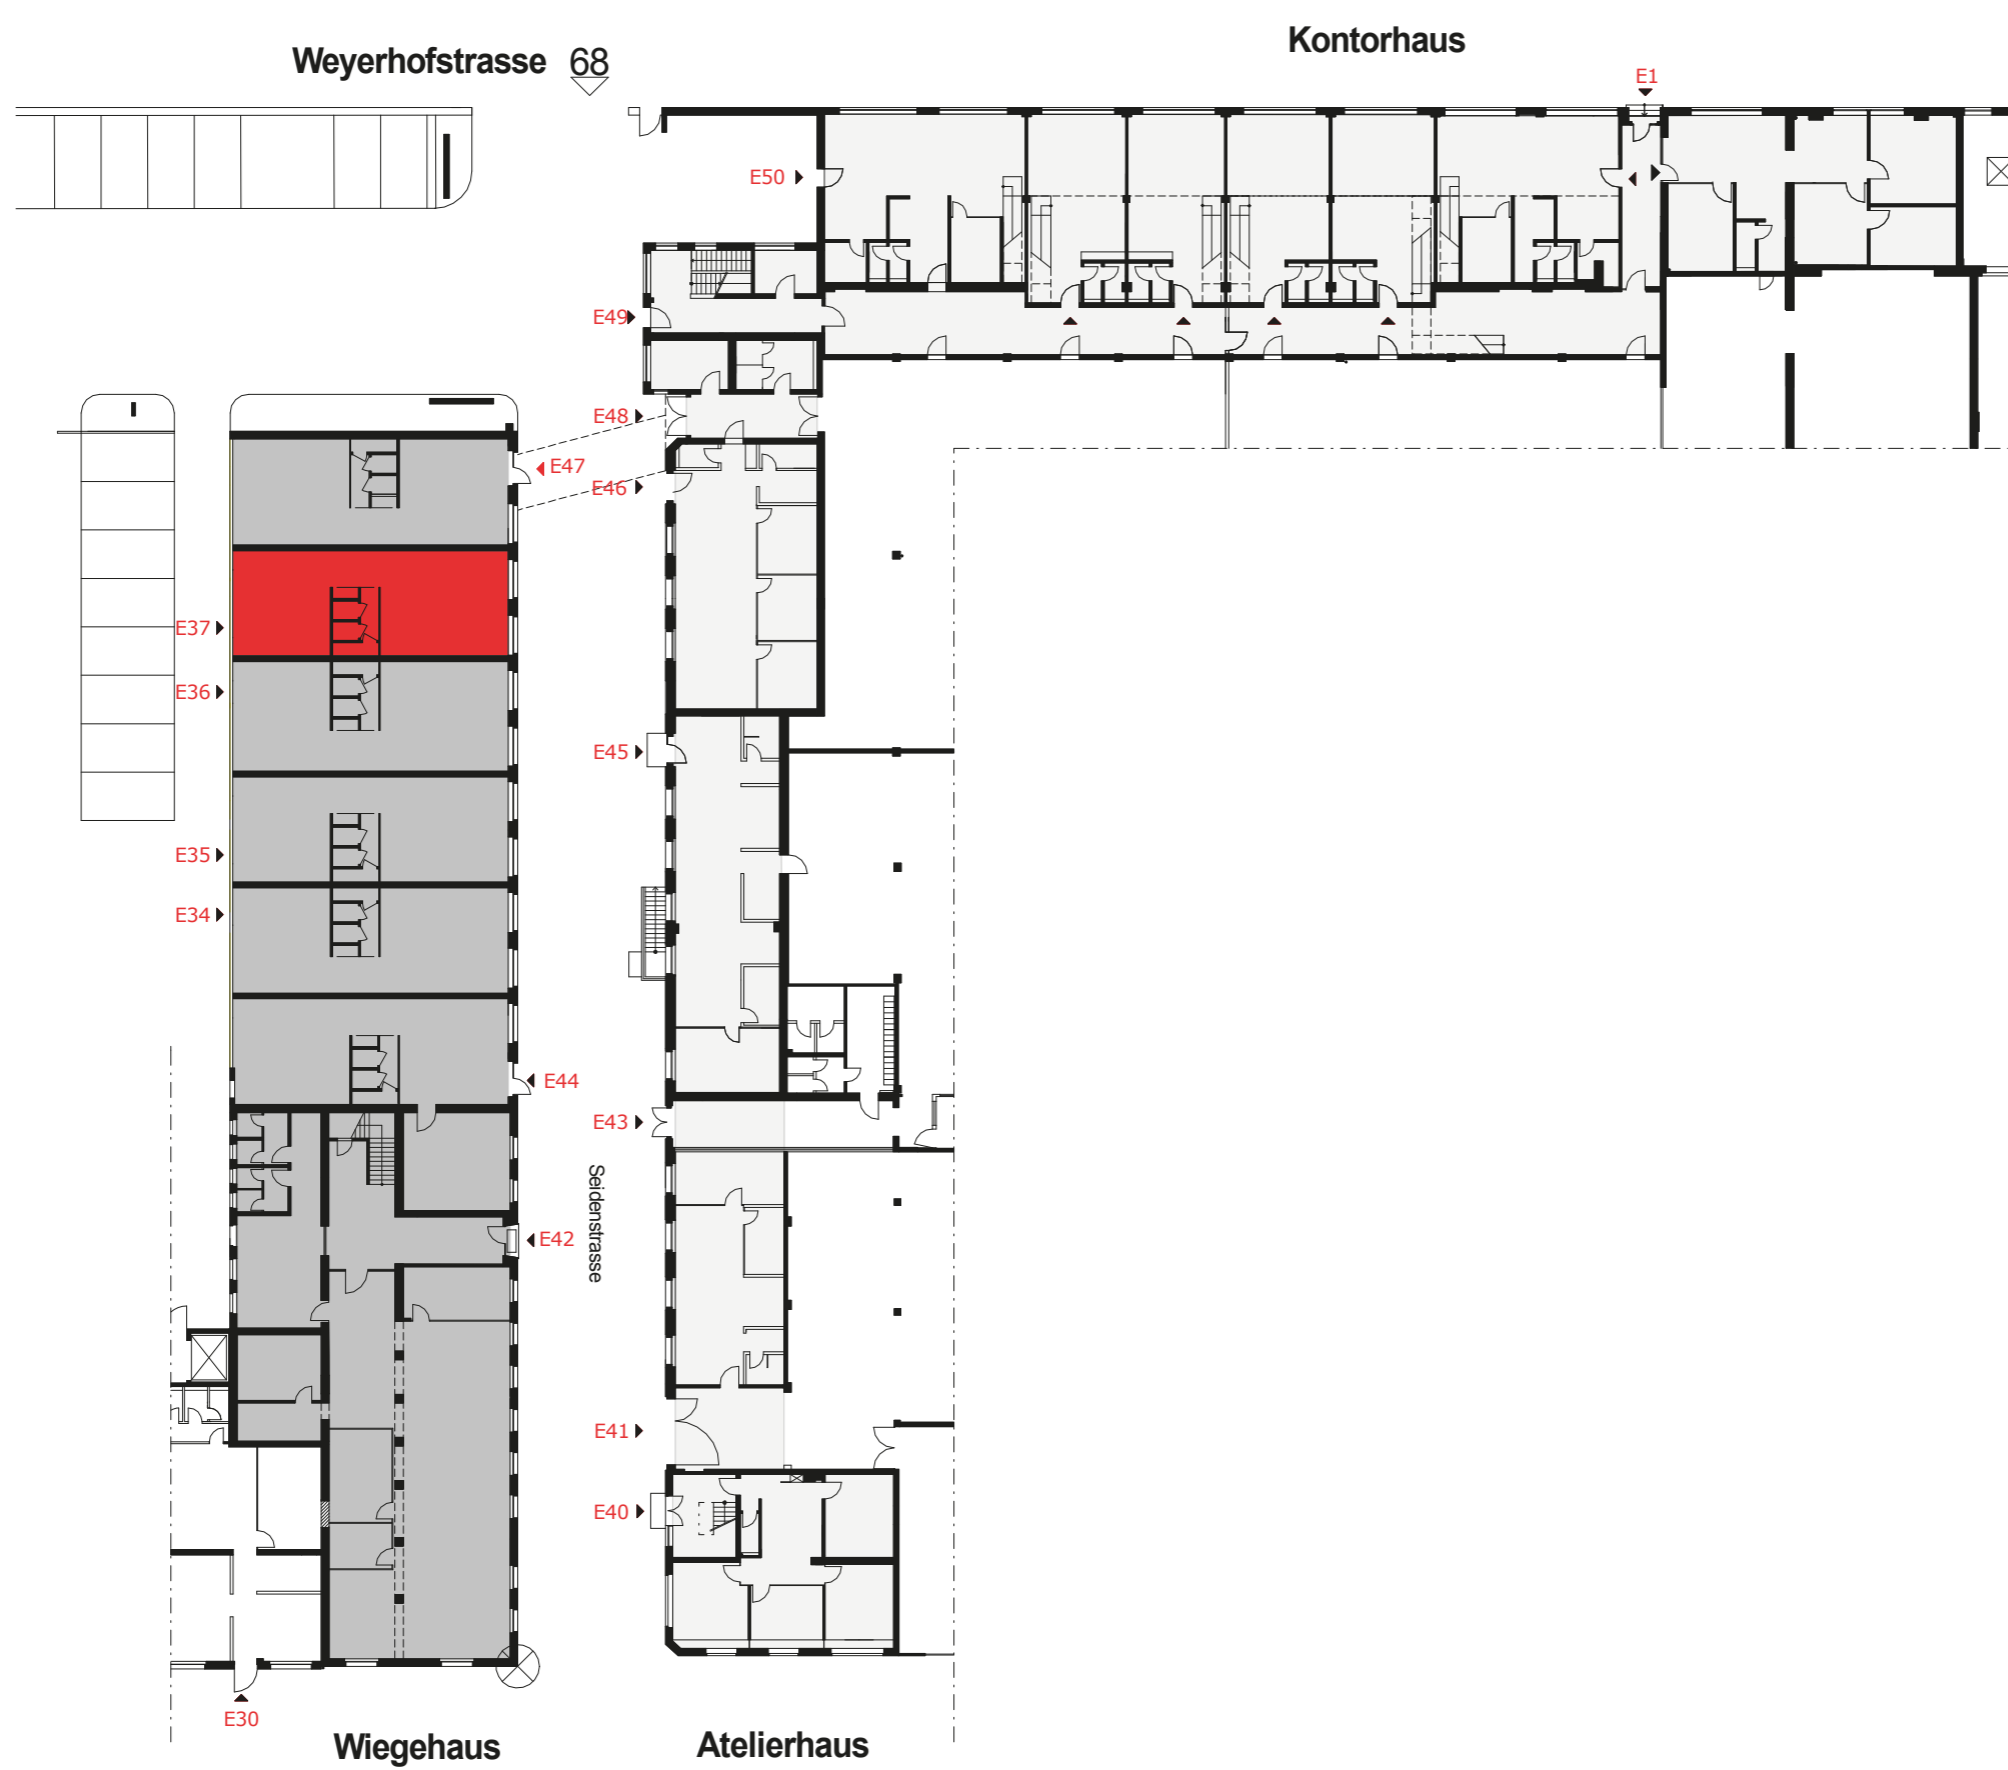 Kontorhaus
Weyerhofstrasse 68
E1
E50
E49
E48
E47
E46
E37
E36
E45
E35
E34
E44
E43
Seidenstrasse
E42
E41
E40
E30
Wiegehaus
Atelierhaus